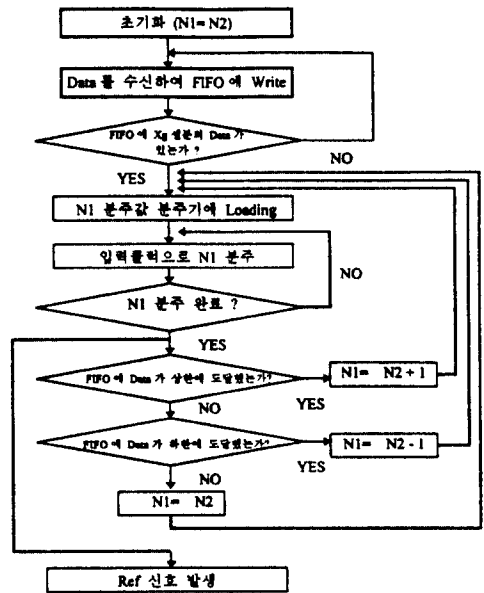 초기화 (N1= N2)
Data 를 수신하여 FIFO 에 Write
FIFO 에 Xg 셀분의 Data 가
있는가 ?
NO
YES
N1 분주값 분주기에 Loading
입력클럭으로 N1 분주
NO
N1 분주 완료 ?
YES
FIFO 에 Data 가 상한에 도달했는가?
N1= N2 + 1
YES
NO
FIFO 에 Data 가 하한에 도달했는가?
N1= N2 - 1
YES
NO
N1= N2
Ref 신호 발생